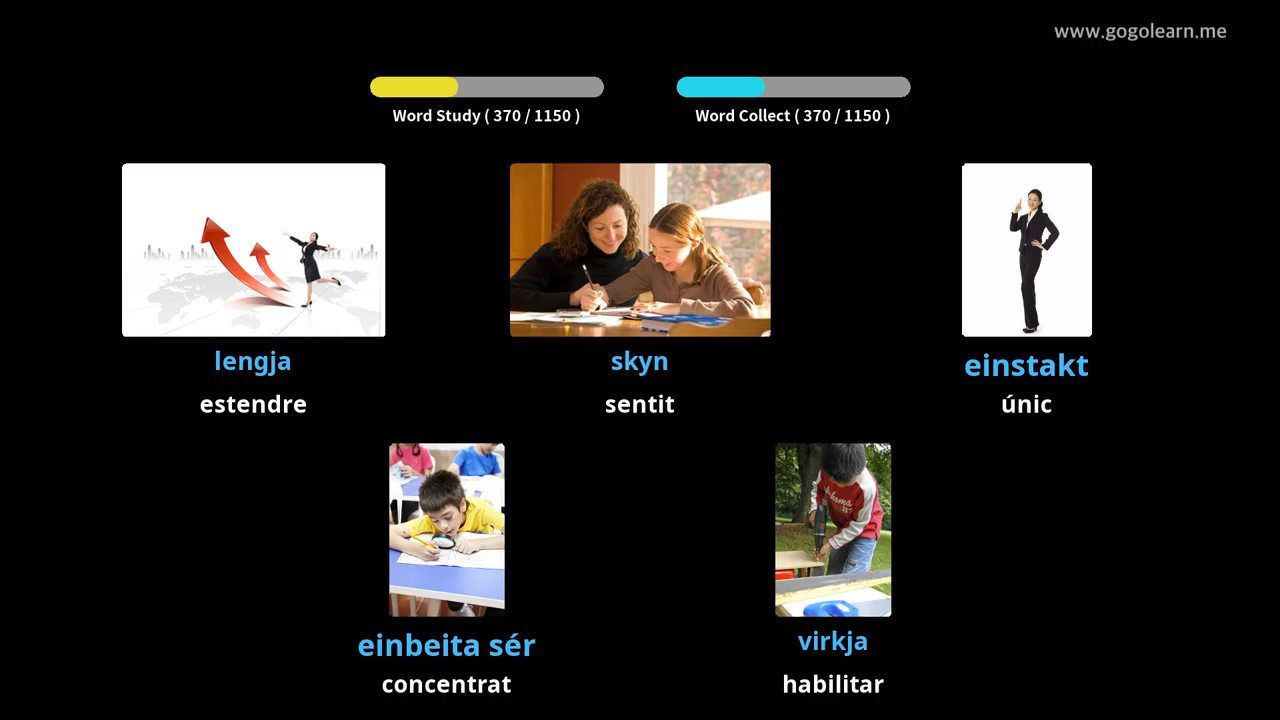 www.gogolearn.me
Word Study ( 370 / 1150 )
Word Collect ( 370 / 1150 )
lengja
skyn
einstakt
estendre
sentit
únic
einbeita sér
virkja
concentrat
habilitar